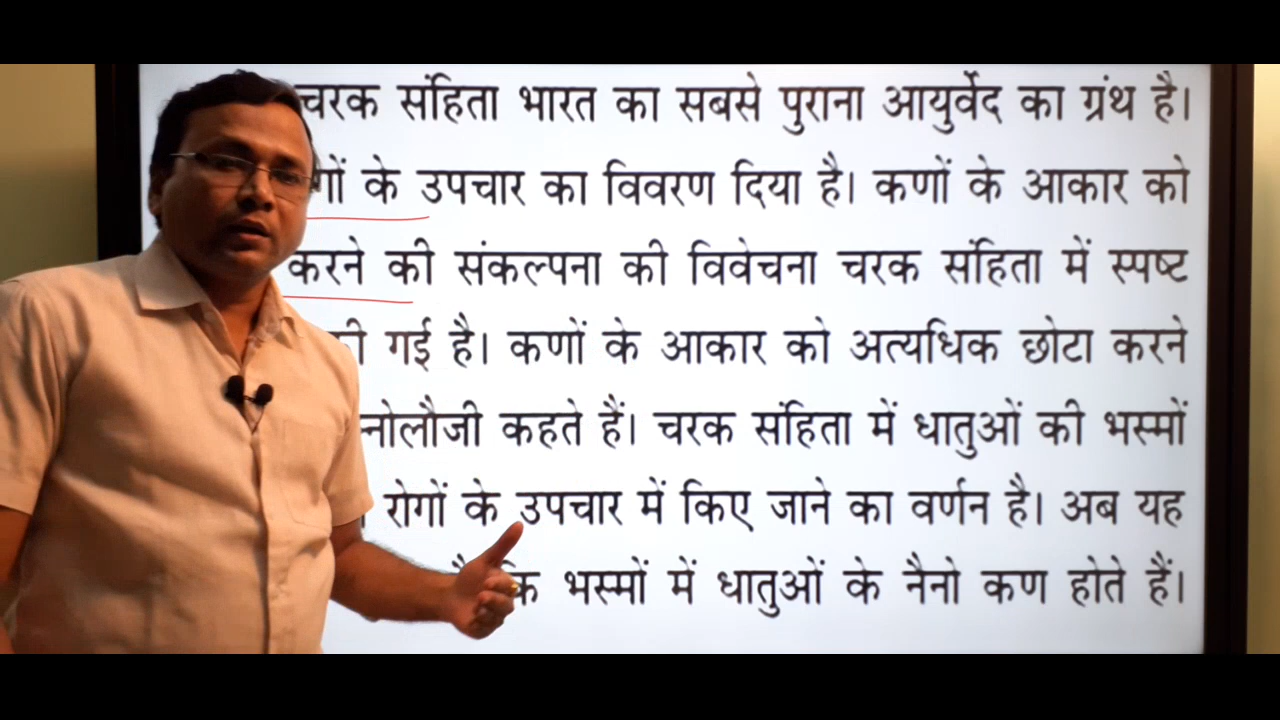 चरक संहिता भारत का सबसे पुराना आयुर्वेद का ग्रंथ है।
के उपचार का विवरण दिया है। कणों के आकार को
करने की संकल्पना की विवेचना चरक संहिता में स्पष्ट
गई है। कणों के आकार को अत्यधिक छोटा करने
कहते हैं। चरक संहिता में धातुओं की भस्मों
रोगों के उपचार में किए जाने का वर्णन है। अब यह
भस्मों में धातुओं के नैनो कण होते हैं।